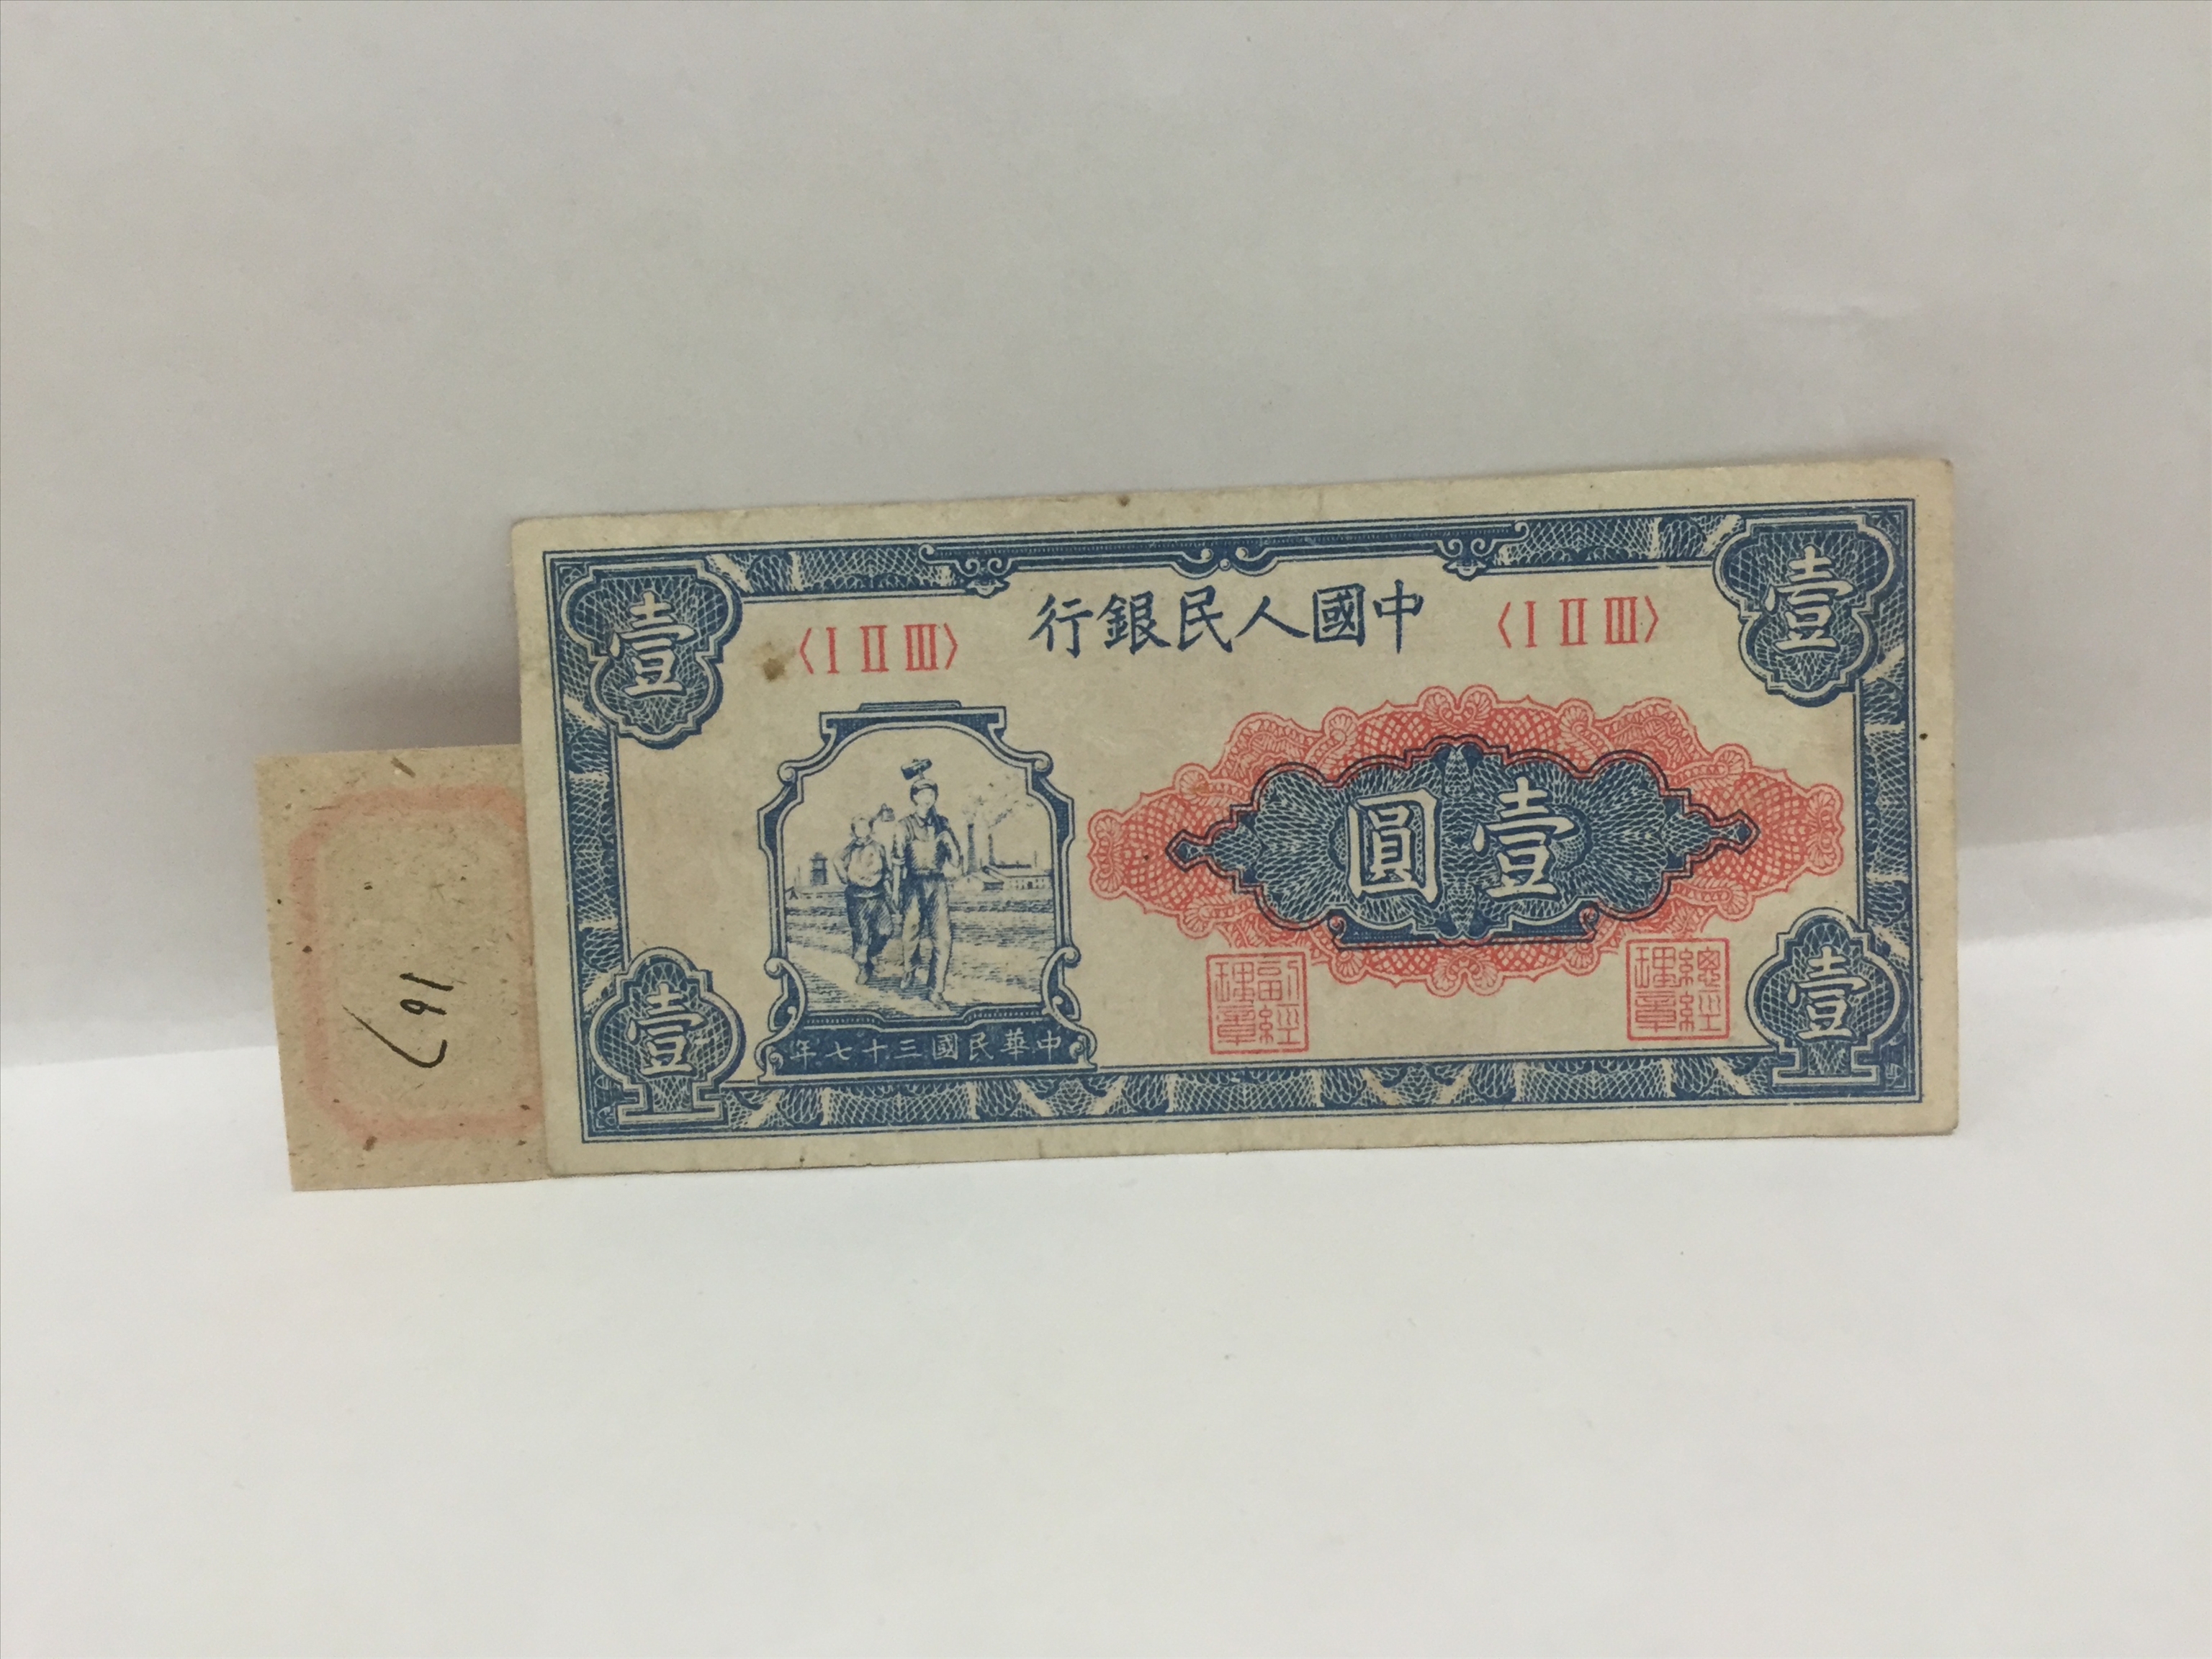 中國人民銀行
〈I II III〉
〈I II III〉
壹
壹
壹圓
總經理章
副經理章
壹
壹
中華民國三十七年
167